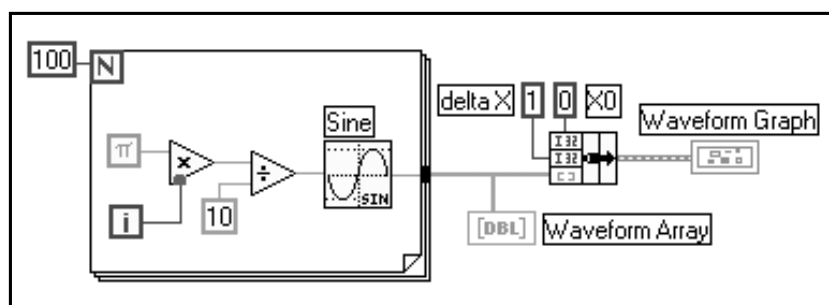 100
N
π
×
i
÷
10
Sine
SIN
delta X
1
0
X0
I32
I32
[DBL]
Waveform Array
Waveform Graph